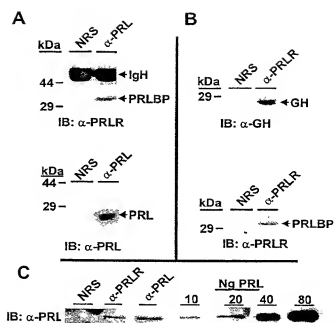 A
kDa
NRS
α-PRL
IgH
44
PRLBP
29
IB: α-PRLR
kDa
44
29
PRL
IB: α-PRL
B
kDa
NRS
α-PRLR
29
GH
IB: α-GH
kDa
NRS
α-PRLR
29
PRLBP
IB: α-PRLR
C
NRS
α-PRLR
α-PRL
Ng PRL
10
20
40
80
IB: α-PRL